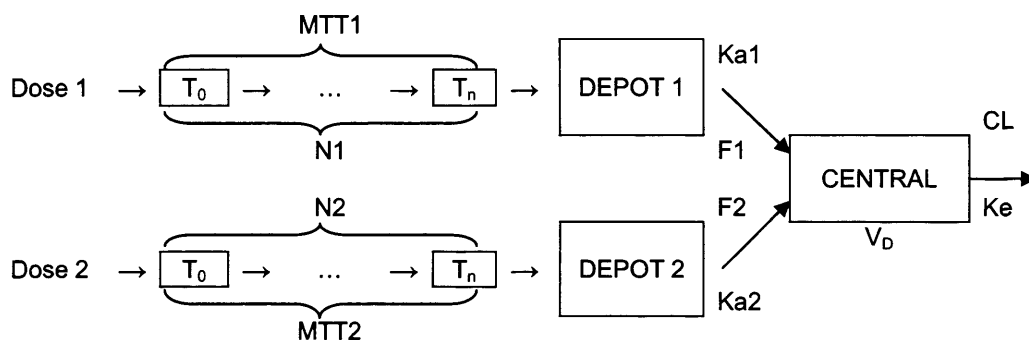 MTT1
Dose 1 → T₀ → ... → Tₙ → DEPOT 1
Ka1
N1
F1
CENTRAL
CL
Ke
V_D
N2
F2
Dose 2 → T₀ → ... → Tₙ → DEPOT 2
Ka2
MTT2